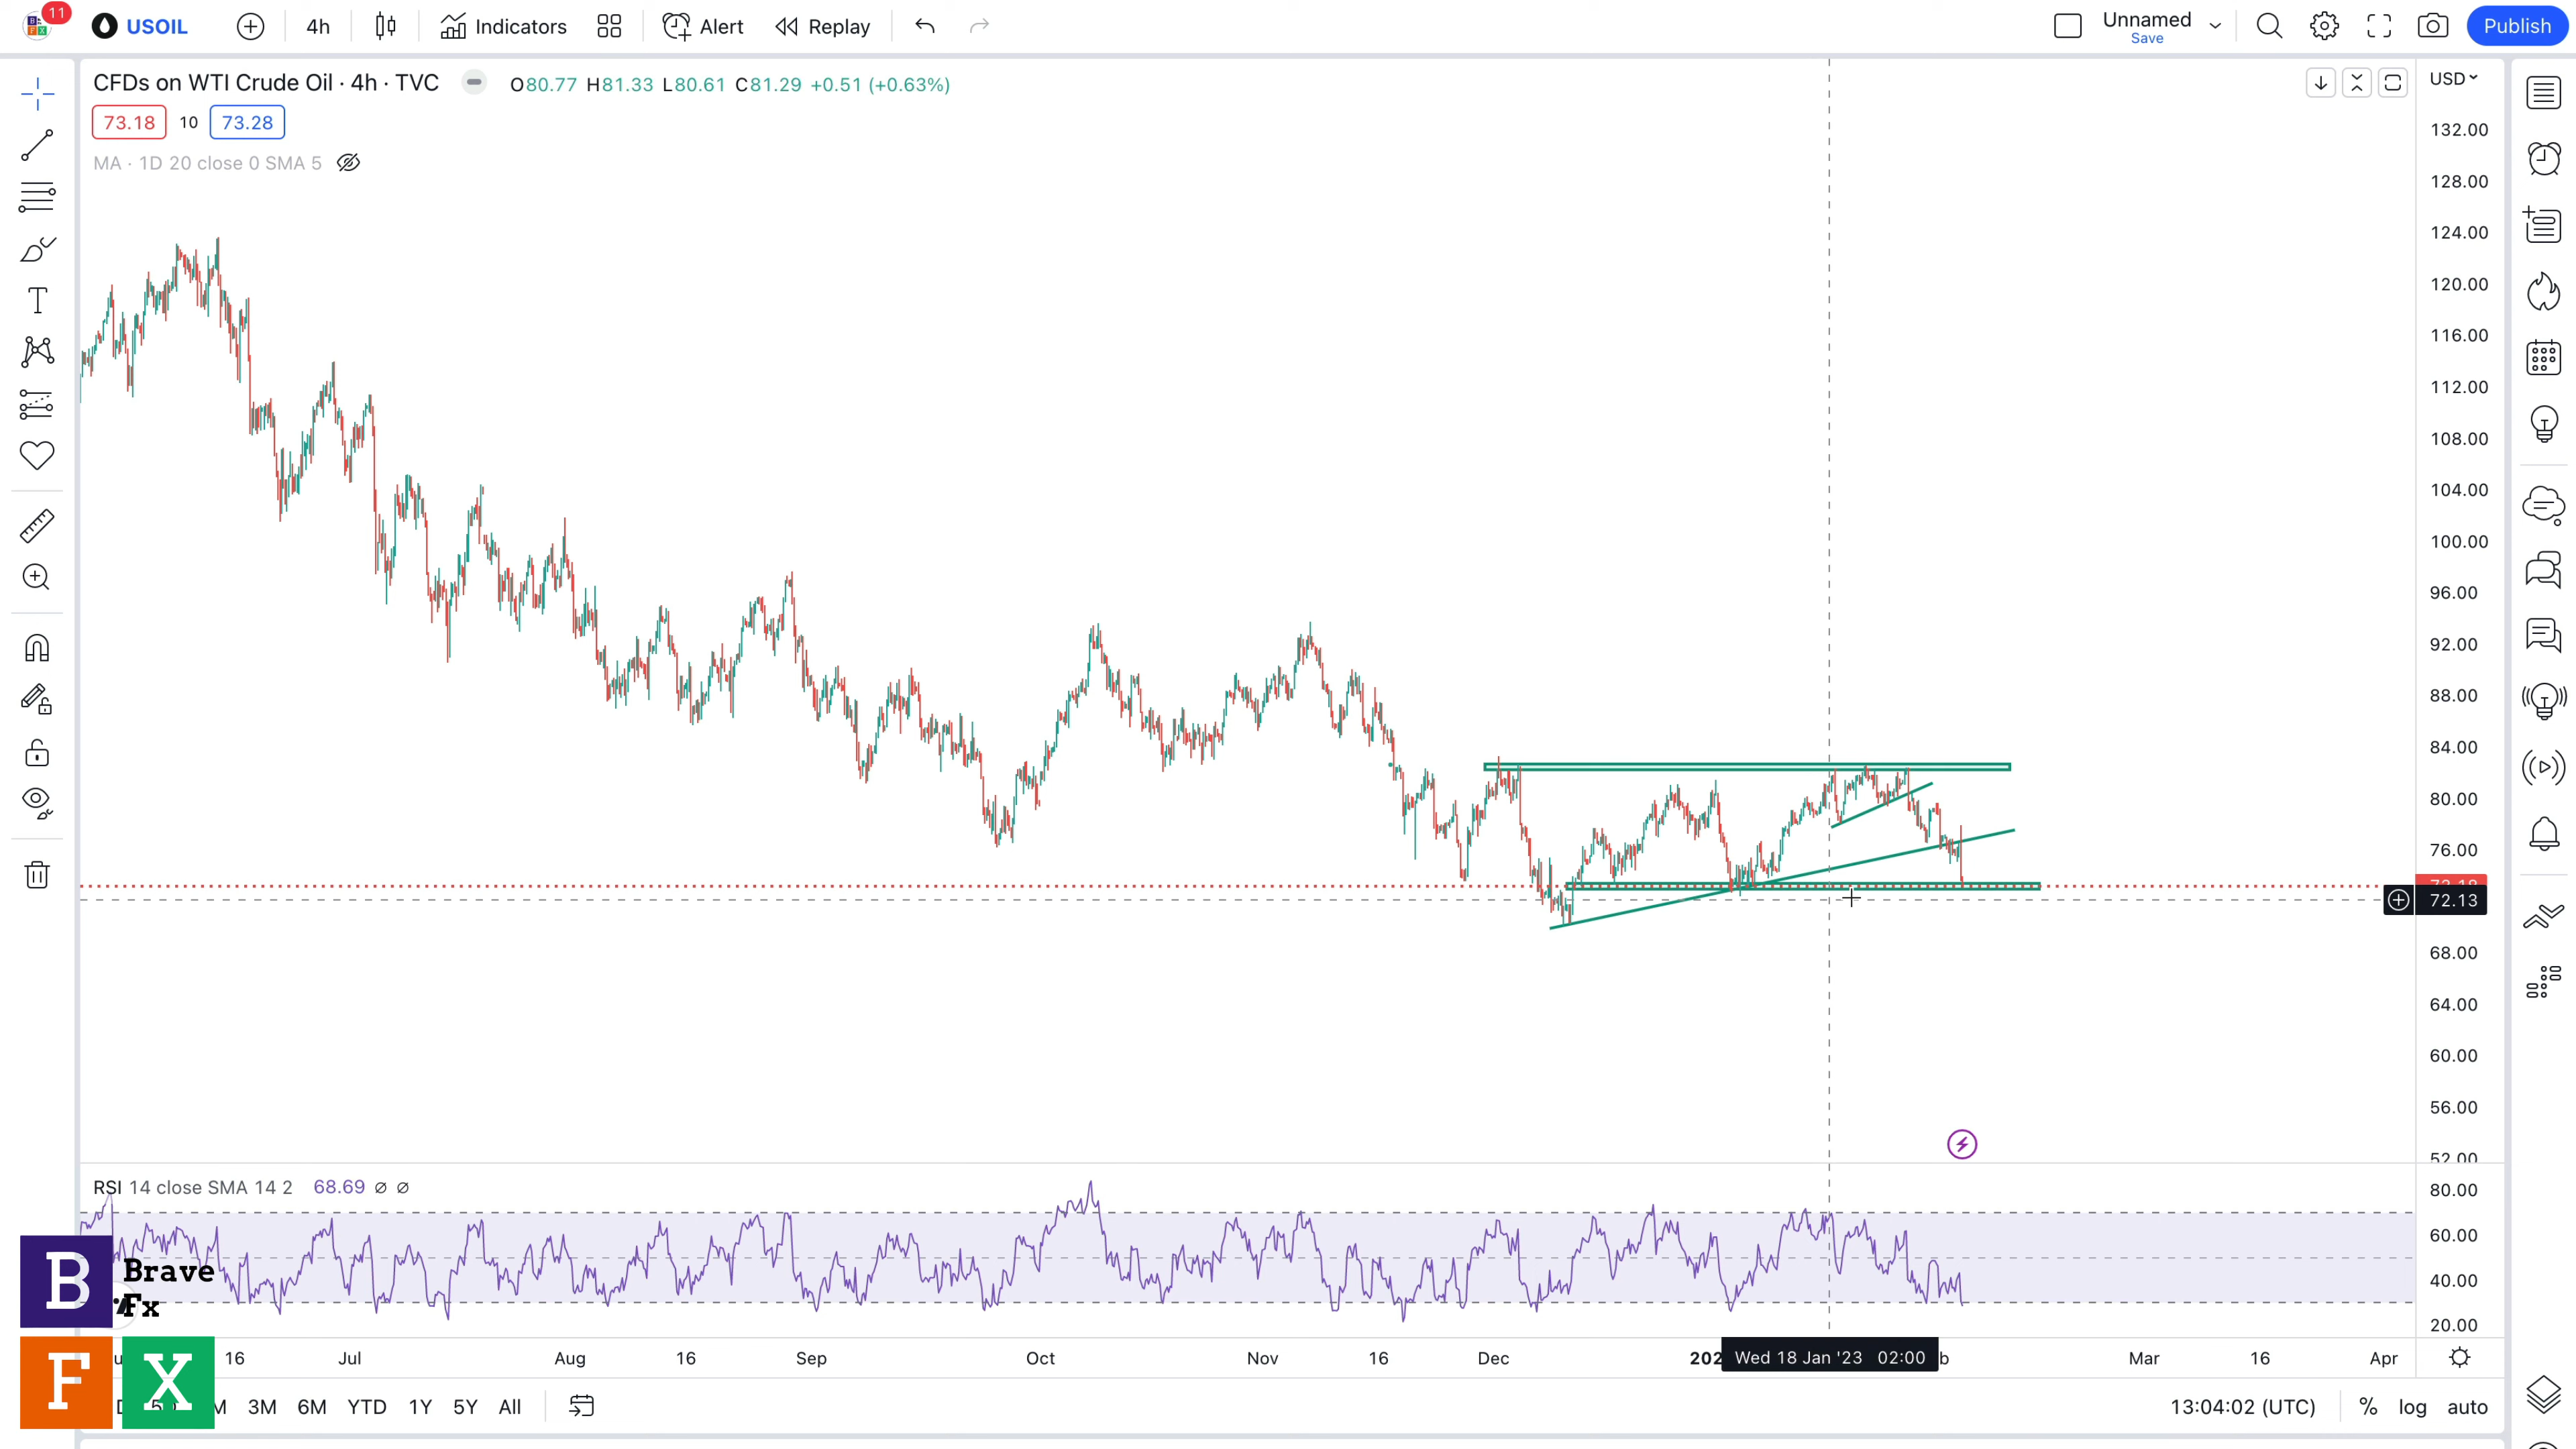 11
USOIL
4h
Indicators
Alert
Replay
Unnamed
Save
Publish
CFDs on WTI Crude Oil · 4h · TVC
O80.77 H81.33 L80.61 C81.29 +0.51 (+0.63%)
USD
73.18 10 73.28
MA · 1D 20 close 0 SMA 5
132.00
128.00
124.00
120.00
116.00
112.00
108.00
104.00
100.00
96.00
92.00
88.00
84.00
80.00
76.00
72.13
68.00
64.00
60.00
56.00
52.00
RSI 14 close SMA 14 2 68.69 ∅ ∅
80.00
60.00
40.00
20.00
B Brave
Fx
F X
16 Jul Aug 16 Sep Oct Nov 16 Dec 202 Wed 18 Jan '23 02:00 b Mar 16 Apr
3M 6M YTD 1Y 5Y All
13:04:02 (UTC) % log auto